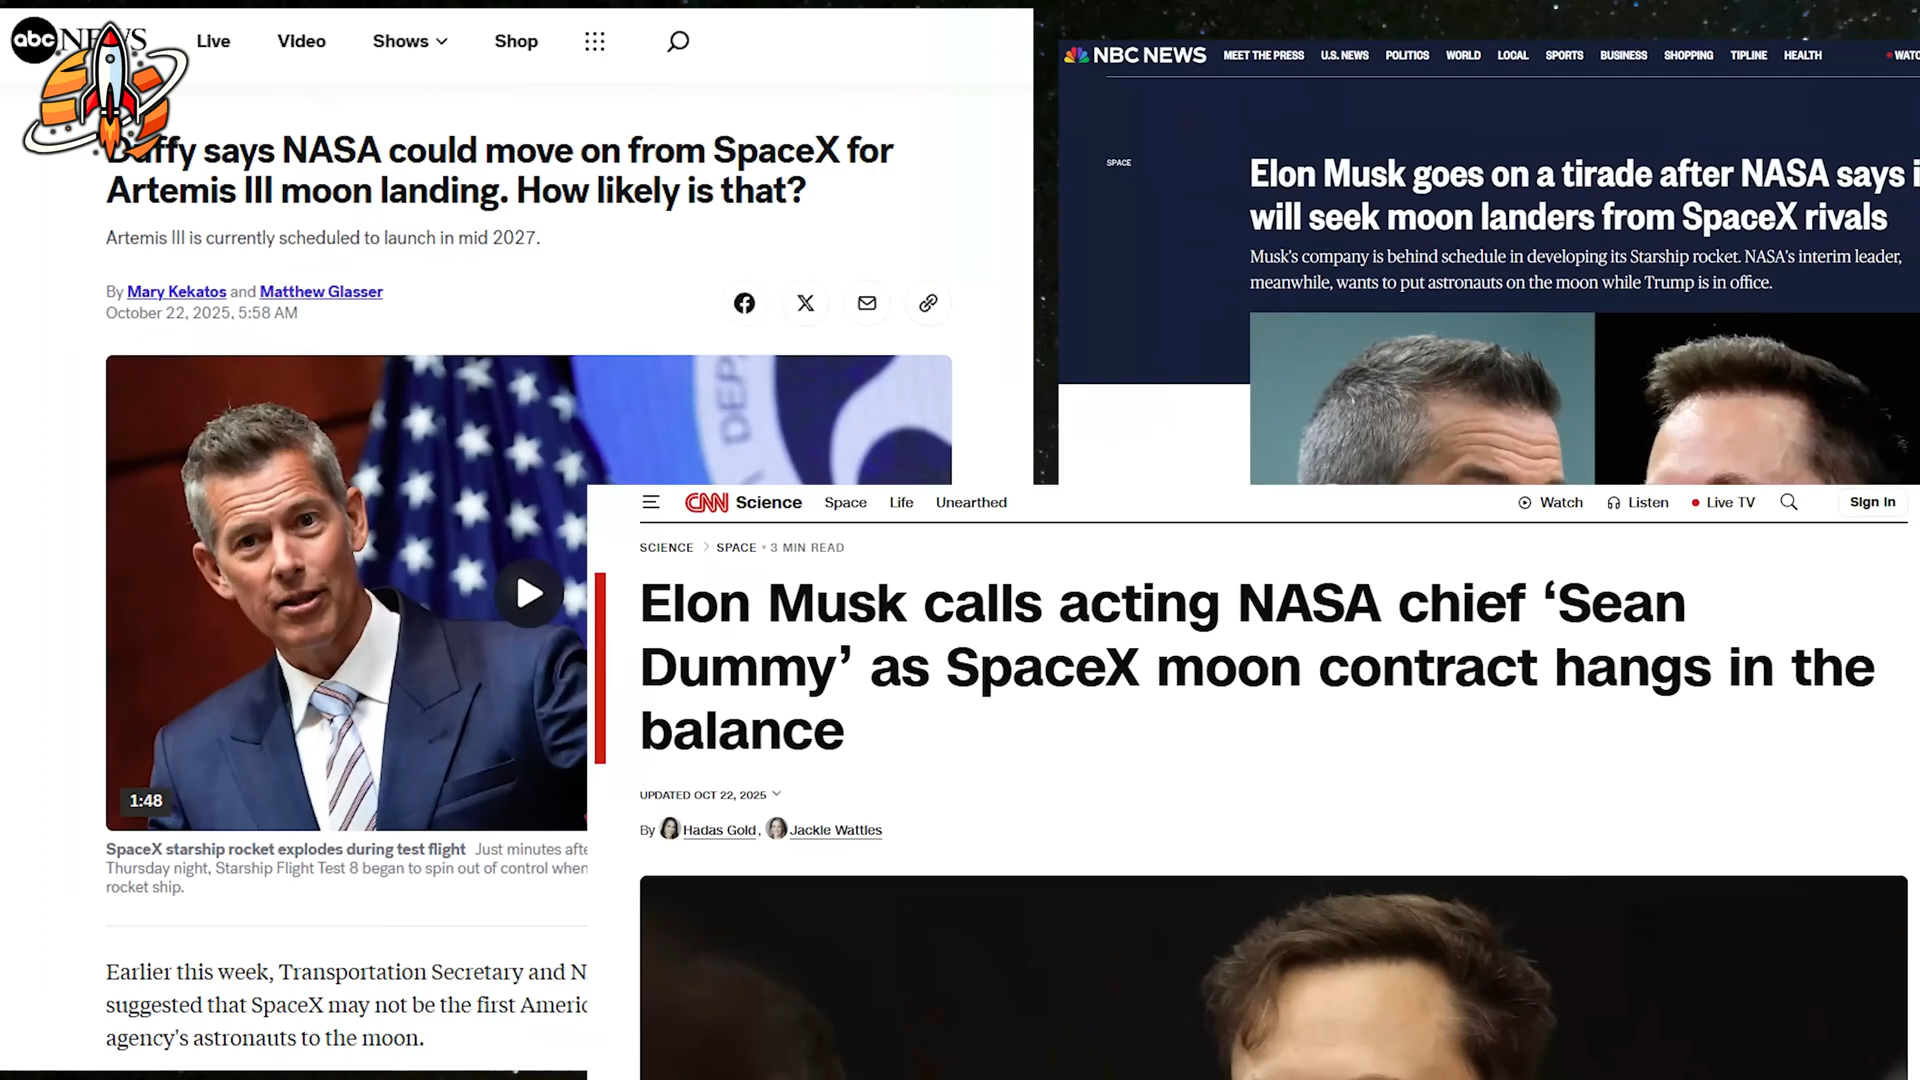 abc NEWS
Live
Video
Shows
Shop
Duffy says NASA could move on from SpaceX for
Artemis III moon landing. How likely is that?
Artemis III is currently scheduled to launch in mid 2027.
By Mary Kekatos and Matthew Glasser
October 22, 2025, 5:58 AM
DEP
1:48
SpaceX starship rocket explodes during test flight Just minutes afte
Thursday night, Starship Flight Test 8 began to spin out of control when
rocket ship.
Earlier this week, Transportation Secretary and N
suggested that SpaceX may not be the first Americ
agency's astronauts to the moon.
NBC NEWS
MEET THE PRESS
U.S. NEWS
POLITICS
WORLD
LOCAL
SPORTS
BUSINESS
SHOPPING
TIPLINE
HEALTH
WATC
SPACE
Elon Musk goes on a tirade after NASA says i
will seek moon landers from SpaceX rivals
Musk's company is behind schedule in developing its Starship rocket. NASA's interim leader,
meanwhile, wants to put astronauts on the moon while Trump is in office.
CNN Science
Space
Life
Unearthed
Watch
Listen
Live TV
Sign in
SCIENCE > SPACE • 3 MIN READ
Elon Musk calls acting NASA chief ‘Sean
Dummy’ as SpaceX moon contract hangs in the
balance
UPDATED OCT 22, 2025
By Hadas Gold, Jackie Wattles